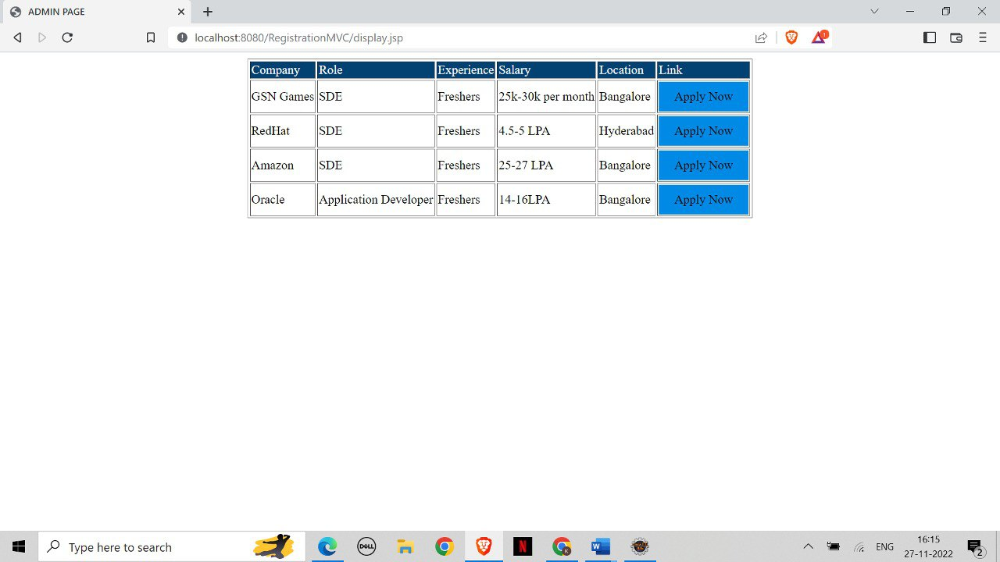 ADMIN PAGE
localhost:8080/RegistrationMVC/display.jsp
1
Company Role Experience Salary Location Link
GSN Games SDE Freshers 25k-30k per month Bangalore Apply Now
RedHat SDE Freshers 4.5-5 LPA Hyderabad Apply Now
Amazon SDE Freshers 25-27 LPA Bangalore Apply Now
Oracle Application Developer Freshers 14-16LPA Bangalore Apply Now
Type here to search
DELL
N
K
W
ENG
16:15
27-11-2022
2